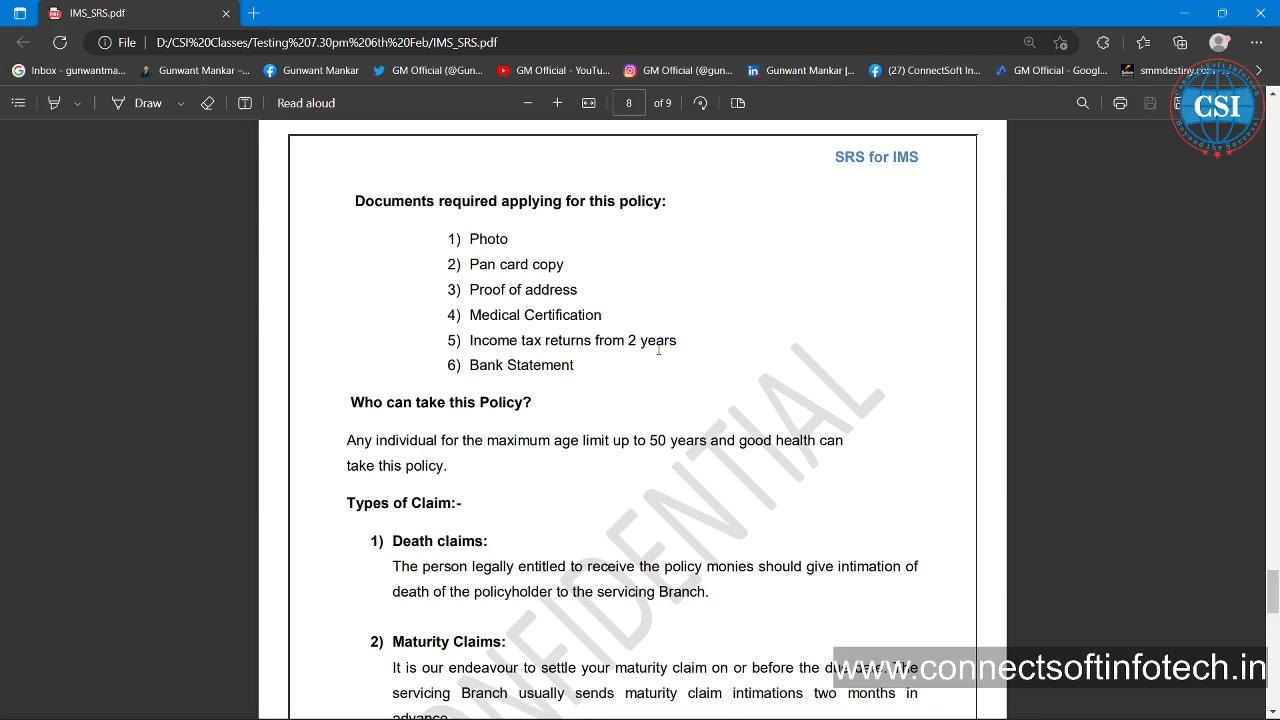 IMS_SRS.pdf
File
D:/CSI%20Classes/Testing%207.30pm%206th%20Feb/IMS_SRS.pdf
Inbox - gunwantma...
Gunwant Mankar –...
Gunwant Mankar
GM Official (@Gun...
GM Official - YouTu...
GM Official (@gun...
Gunwant Mankar |...
(27) ConnectSoft In...
GM Official - Googl...
Draw
Read aloud
8
of 9
CSI
Beyond the Success
SRS for IMS
Documents required applying for this policy:
1) Photo
2) Pan card copy
3) Proof of address
4) Medical Certification
5) Income tax returns from 2 years
6) Bank Statement
Who can take this Policy?
Any individual for the maximum age limit up to 50 years and good health can
take this policy.
Types of Claim:-
1) Death claims:
The person legally entitled to receive the policy monies should give intimation of
death of the policyholder to the servicing Branch.
2) Maturity Claims:
It is our endeavour to settle your maturity claim on or before the due date. The
servicing Branch usually sends maturity claim intimations two months in
advance
CONFIDENTIAL
www.connectsoftinfotech.in